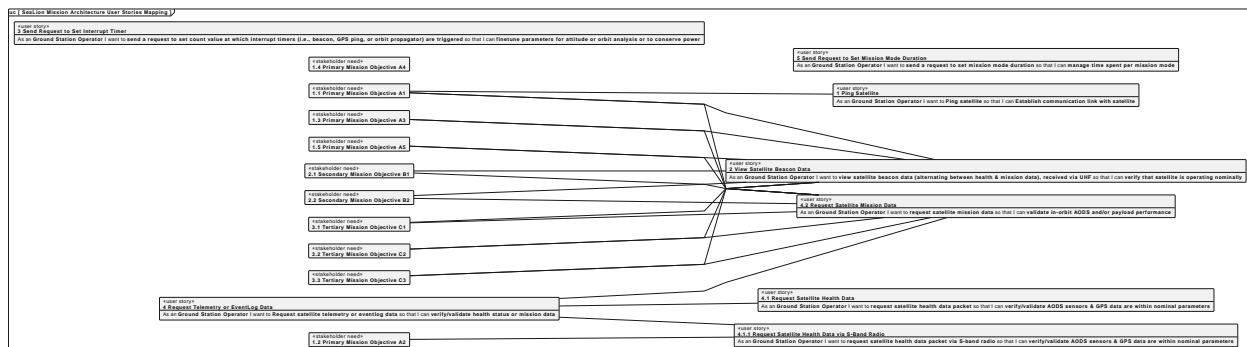 uc [ SeaLion Mission Architecture User Stories Mapping ]
«user story»
3 Send Request to Set Interrupt Timer
As an Ground Station Operator I want to send a request to set count value at which interrupt timers (i.e., beacon, GPS ping, or orbit propagator) are triggered so that I can finetune parameters for attitude or orbit analysis or to conserve power
«user story»
5 Send Request to Set Mission Mode Duration
As an Ground Station Operator I want to send a request to set mission mode duration so that I can manage time spent per mission mode
«stakeholder need»
1.4 Primary Mission Objective A4
«stakeholder need»
1.1 Primary Mission Objective A1
«user story»
1 Ping Satellite
As an Ground Station Operator I want to Ping satellite so that I can Establish communication link with satellite
«stakeholder need»
1.3 Primary Mission Objective A3
«stakeholder need»
1.5 Primary Mission Objective A5
«user story»
2 View Satellite Beacon Data
As an Ground Station Operator I want to view satellite beacon data (alternating between health & mission data), received via UHF so that I can verify that satellite is operating nominally
«stakeholder need»
2.1 Secondary Mission Objective B1
«stakeholder need»
2.2 Secondary Mission Objective B2
«user story»
4.2 Request Satellite Mission Data
As an Ground Station Operator I want to request satellite mission data so that I can validate in-orbit AODS and/or payload performance
«stakeholder need»
3.1 Tertiary Mission Objective C1
«stakeholder need»
3.2 Tertiary Mission Objective C2
«stakeholder need»
3.3 Tertiary Mission Objective C3
«user story»
4 Request Telemetry or EventLog Data
As an Ground Station Operator I want to Request satellite telemetry or eventlog data so that I can verify/validate health status or mission data
«user story»
4.1 Request Satellite Health Data
As an Ground Station Operator I want to request satellite health data packet so that I can verify/validate AODS sensors & GPS data are within nominal parameters
«user story»
4.1.1 Request Satellite Health Data via S-Band Radio
As an Ground Station Operator I want to request satellite health data packet via S-band radio so that I can verify/validate AODS sensors & GPS data are within nominal parameters
«stakeholder need»
1.2 Primary Mission Objective A2